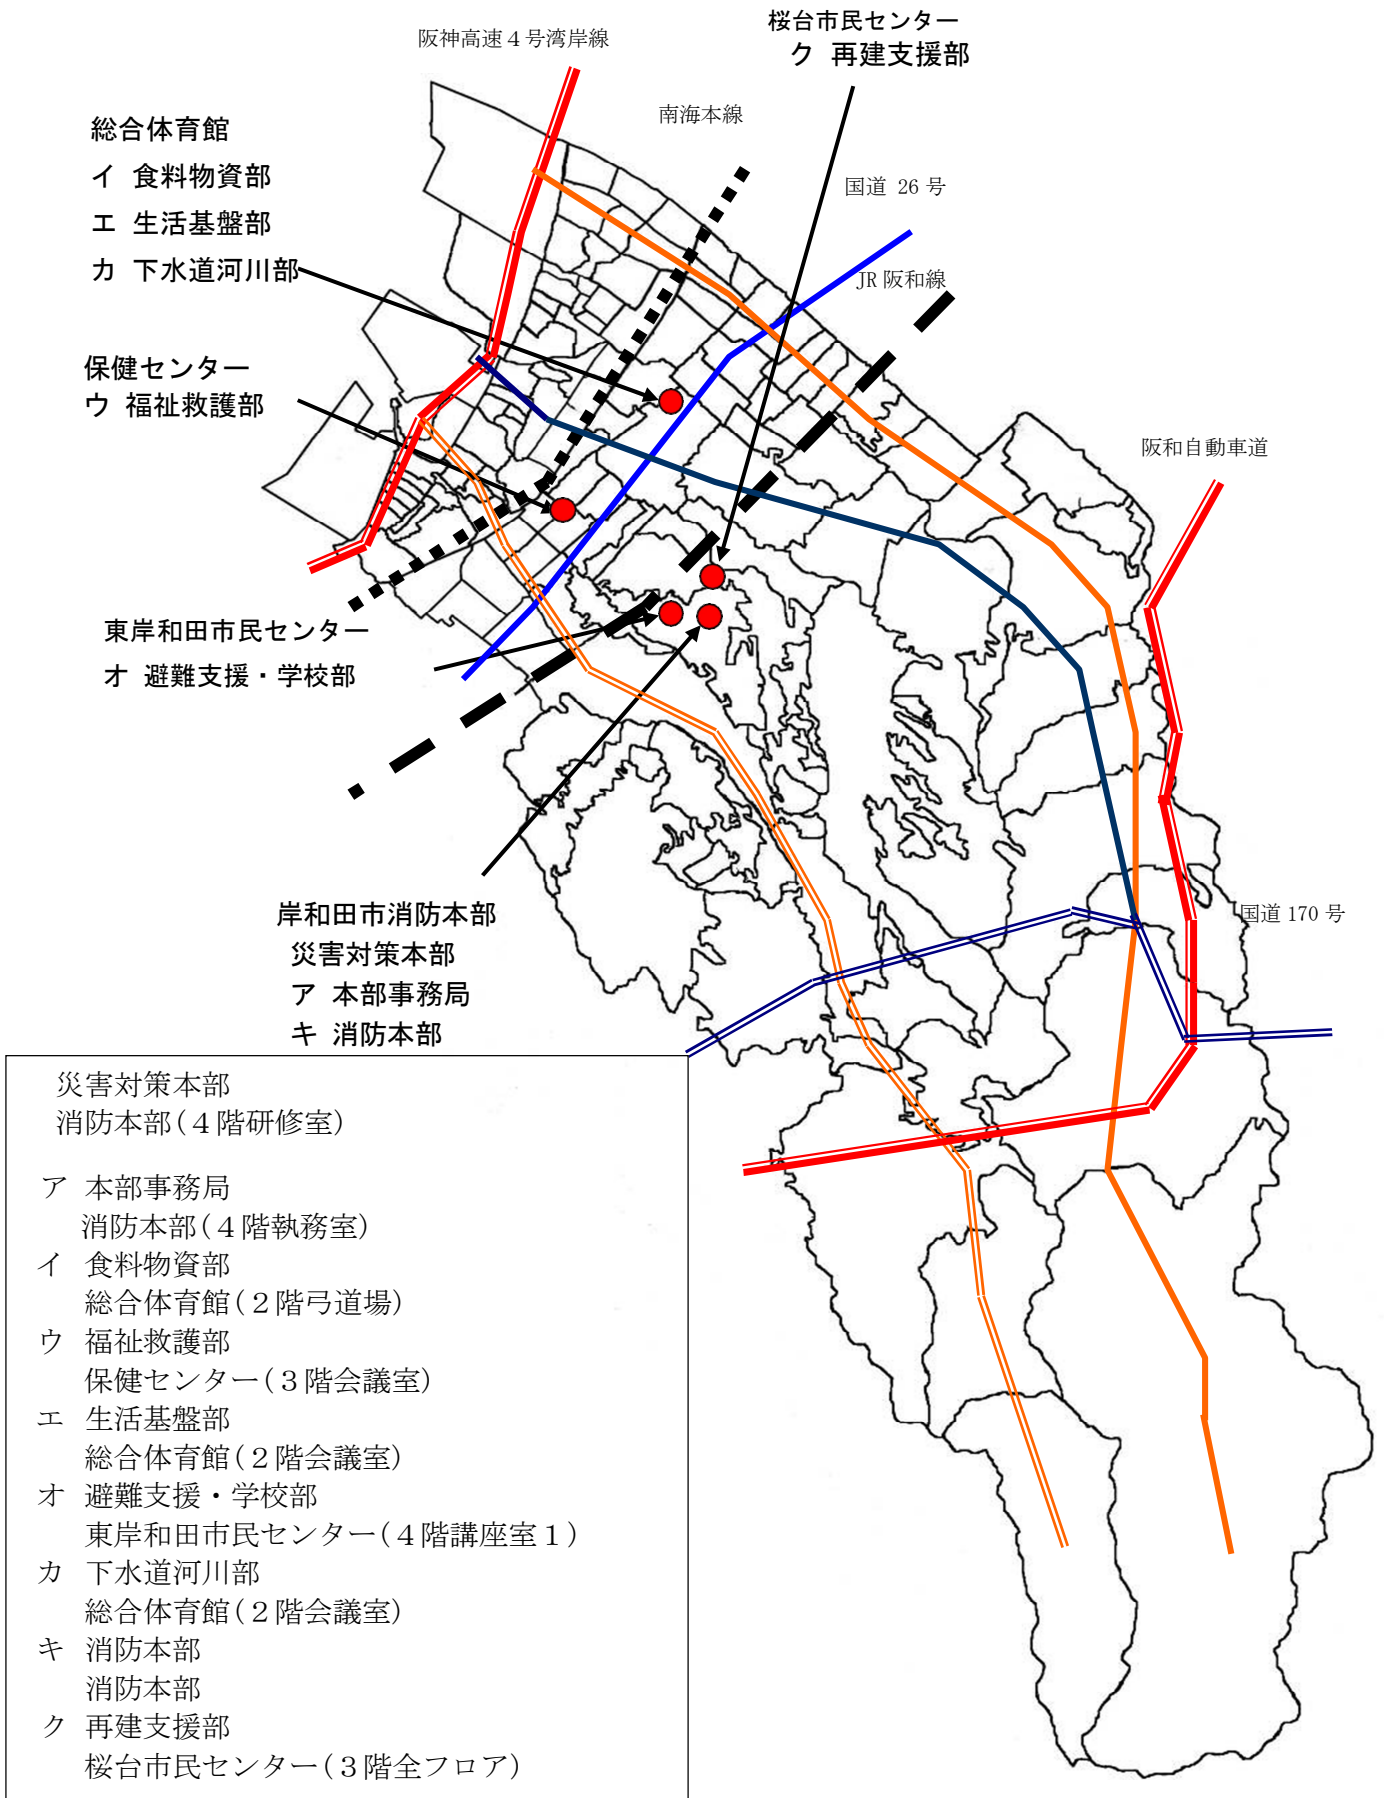 桜台市民センター
ク 再建支援部
阪神高速４号湾岸線
南海本線
総合体育館
イ 食料物資部
エ 生活基盤部
カ 下水道河川部
国道 26 号
JR 阪和線
保健センター
ウ 福祉救護部
阪和自動車道
東岸和田市民センター
オ 避難支援・学校部
国道 170 号
岸和田市消防本部
災害対策本部
ア 本部事務局
キ 消防本部
災害対策本部
消防本部(４階研修室)
ア 本部事務局
消防本部(４階執務室)
イ 食料物資部
総合体育館(２階弓道場)
ウ 福祉救護部
保健センター(３階会議室)
エ 生活基盤部
総合体育館(２階会議室)
オ 避難支援・学校部
東岸和田市民センター(４階講座室１)
カ 下水道河川部
総合体育館(２階会議室)
キ 消防本部
消防本部
ク 再建支援部
桜台市民センター(３階全フロア)